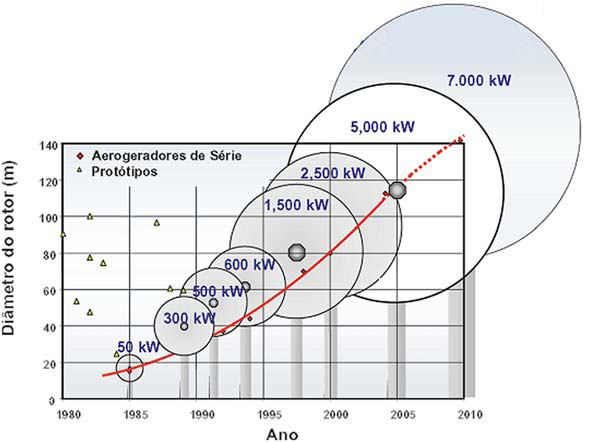 7.000 kW
5,000 kW
140
Aerogeradores de Série
Protótipos
120
2,500 kW
100
1,500 kW
80
600 kW
60
500 kW
40
300 kW
50 kW
20
0
Diâmetro do rotor (m)
1980 1985 1990 1995 2000 2005 2010
Ano